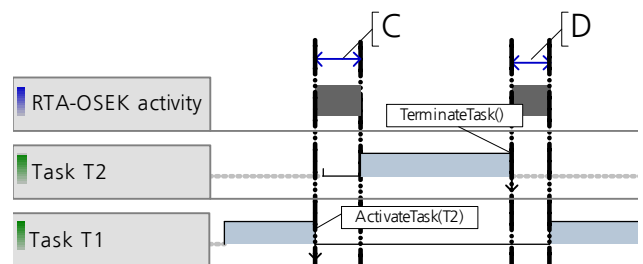 C
D
RTA-OSEK activity
TerminateTask()
Task T2
ActivateTask(T2)
Task T1